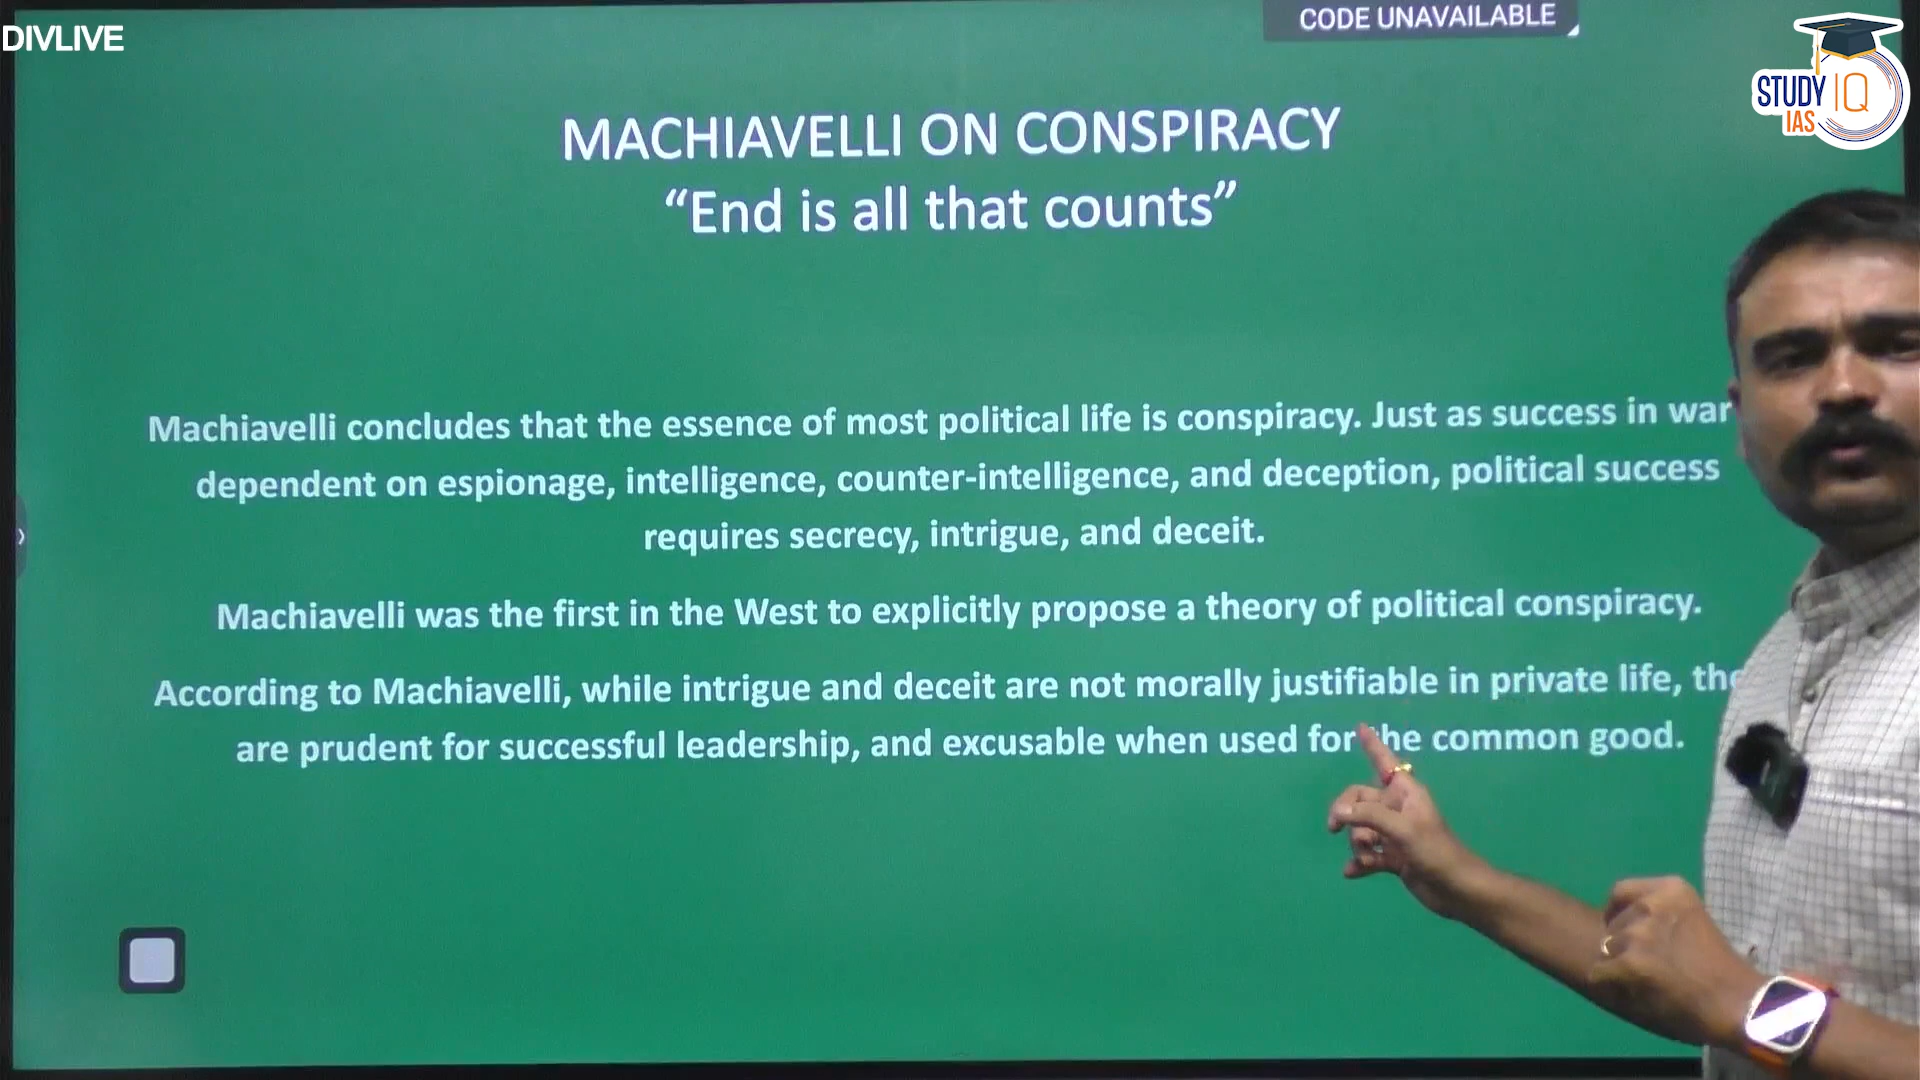 DIVLIVE
CODE UNAVAILABLE
STUDY IQ
IAS
MACHIAVELLI ON CONSPIRACY
“End is all that counts”
Machiavelli concludes that the essence of most political life is conspiracy. Just as success in war
dependent on espionage, intelligence, counter-intelligence, and deception, political success
requires secrecy, intrigue, and deceit.
Machiavelli was the first in the West to explicitly propose a theory of political conspiracy.
According to Machiavelli, while intrigue and deceit are not morally justifiable in private life,
are prudent for successful leadership, and excusable when used for the common good.